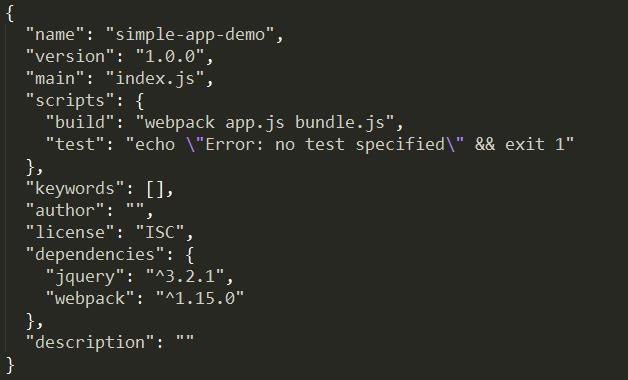 {
  "name": "simple-app-demo",
  "version": "1.0.0",
  "main": "index.js",
  "scripts": {
    "build": "webpack app.js bundle.js",
    "test": "echo \"Error: no test specified\" && exit 1"
  },
  "keywords": [],
  "author": "",
  "license": "ISC",
  "dependencies": {
    "jquery": "^3.2.1",
    "webpack": "^1.15.0"
  },
  "description": ""
}